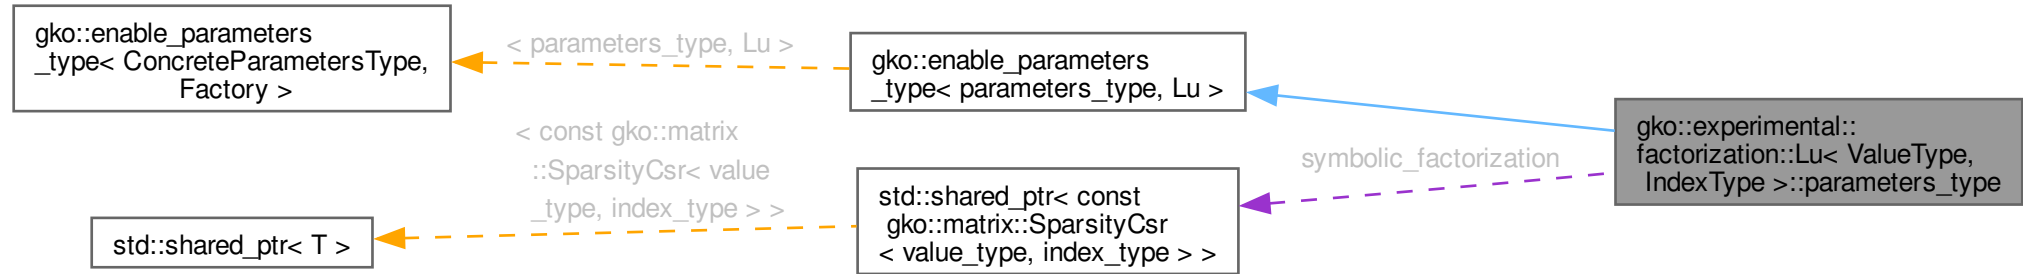 gko::enable_parameters
_type< ConcreteParametersType,
Factory >
< parameters_type, Lu >
gko::enable_parameters
_type< parameters_type, Lu >
< const gko::matrix
::SparsityCsr< value
_type, index_type > >
std::shared_ptr< T >
std::shared_ptr< const
gko::matrix::SparsityCsr
< value_type, index_type > >
symbolic_factorization
gko::experimental::
factorization::Lu< ValueType,
IndexType >::parameters_type